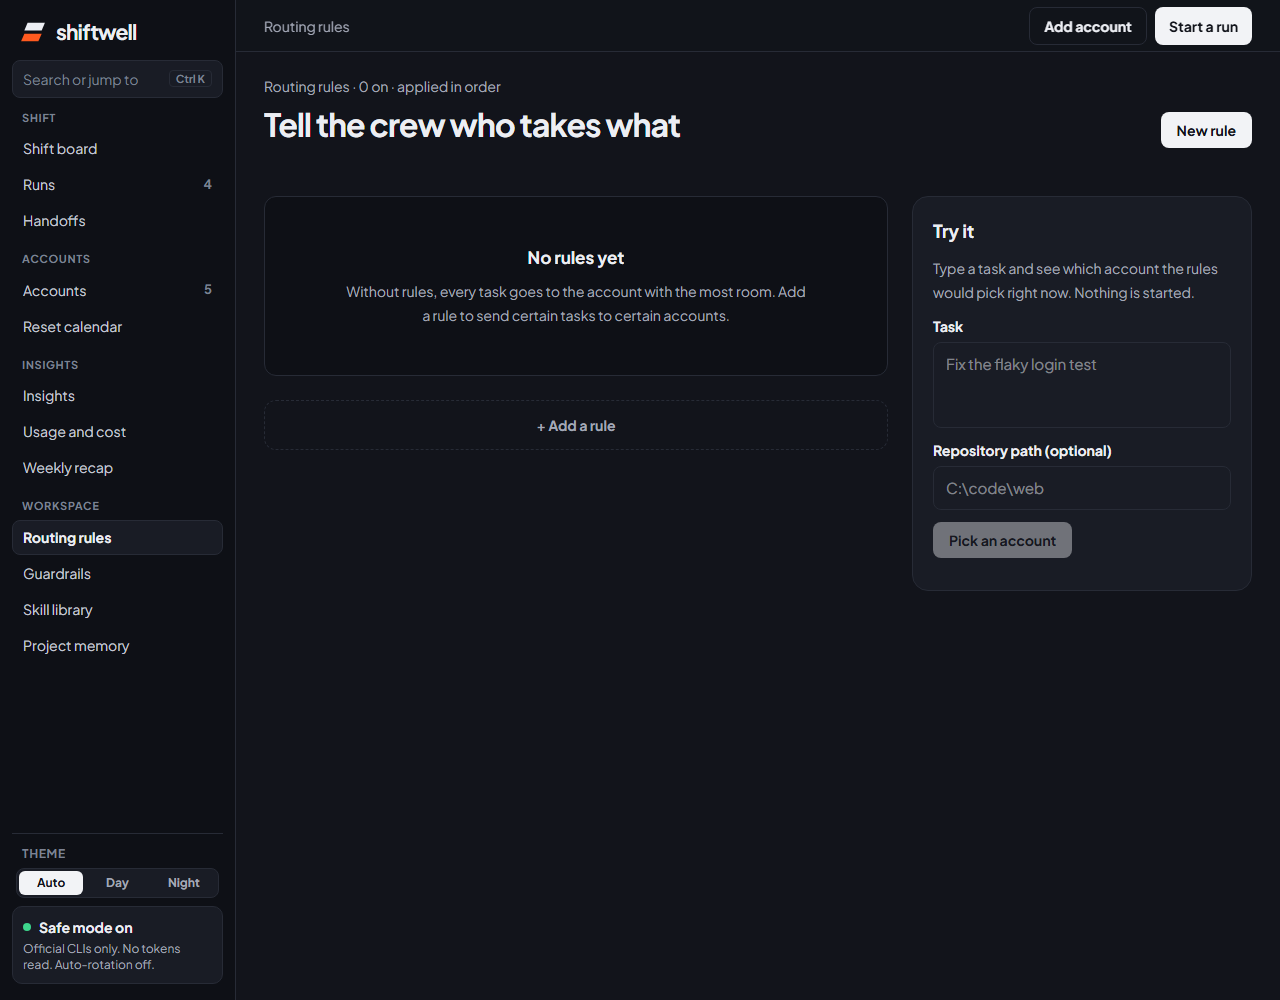 shiftwell
Search or jump to
Ctrl K
SHIFT
Shift board
Runs 4
Handoffs
ACCOUNTS
Accounts 5
Reset calendar
INSIGHTS
Insights
Usage and cost
Weekly recap
WORKSPACE
Routing rules
Guardrails
Skill library
Project memory
THEME
Auto Day Night
Safe mode on
Official CLIs only. No tokens
read. Auto-rotation off.
Routing rules
Add account
Start a run
Routing rules · 0 on · applied in order
Tell the crew who takes what
New rule
No rules yet
Without rules, every task goes to the account with the most room. Add
a rule to send certain tasks to certain accounts.
+ Add a rule
Try it
Type a task and see which account the rules
would pick right now. Nothing is started.
Task
Fix the flaky login test
Repository path (optional)
C:\code\web
Pick an account